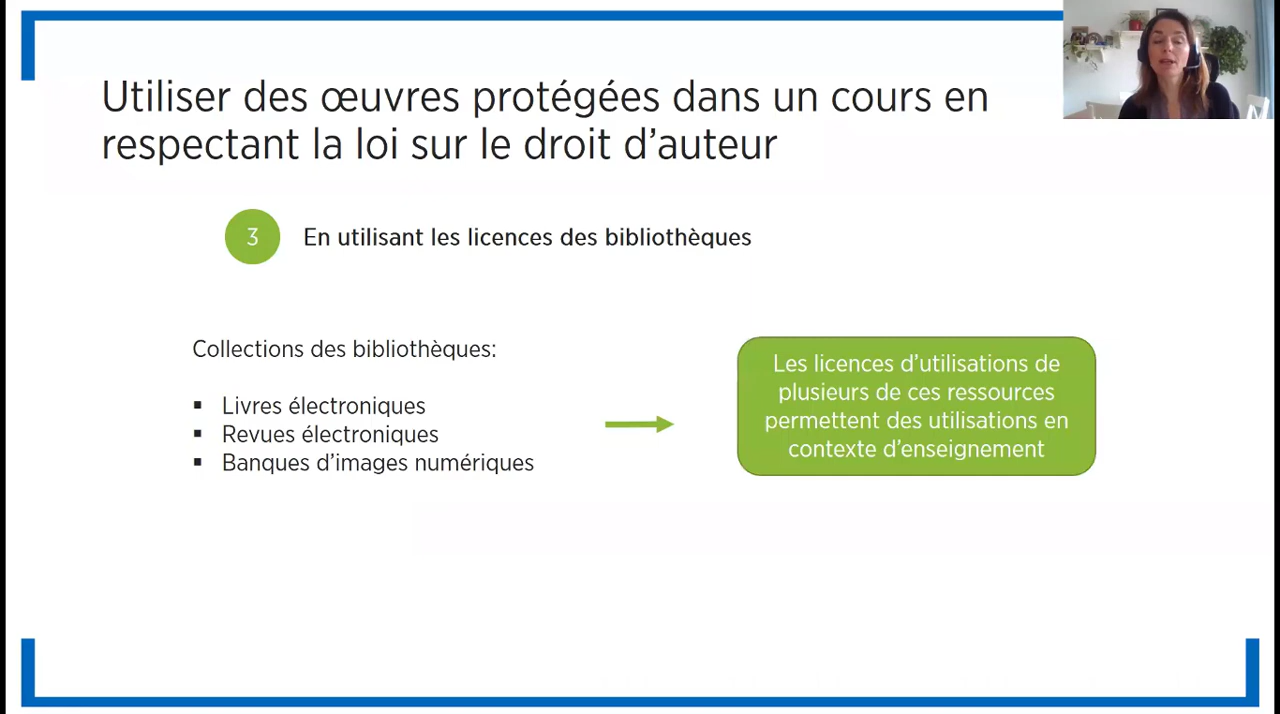 Utiliser des œuvres protégées dans un cours en
respectant la loi sur le droit d’auteur
3 En utilisant les licences des bibliothèques
Collections des bibliothèques:
▪ Livres électroniques
▪ Revues électroniques
▪ Banques d’images numériques
Les licences d’utilisations de
plusieurs de ces ressources
permettent des utilisations en
contexte d’enseignement